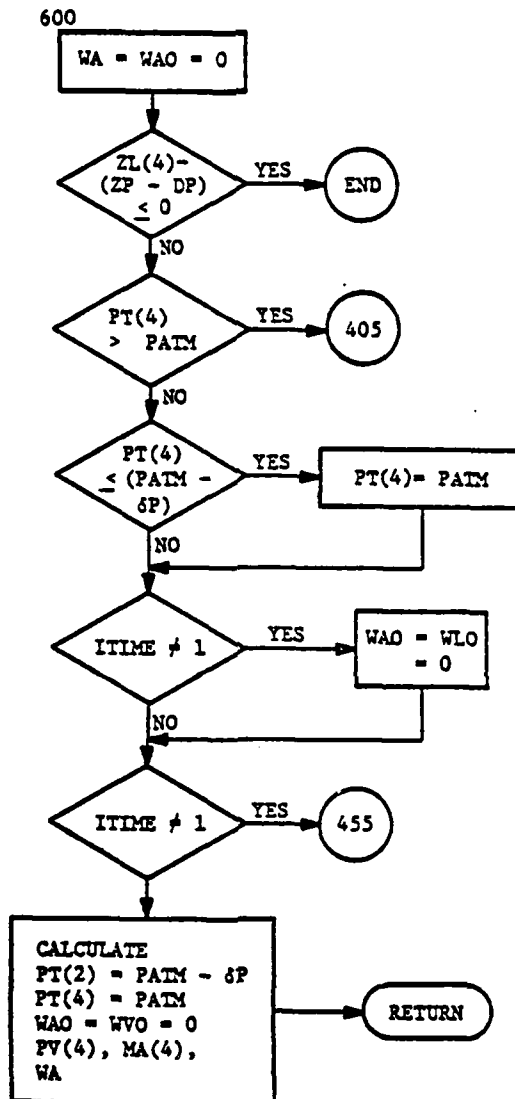 600
WA = WAO = 0
ZL(4)-
(ZP - DP)
≤ 0
YES
END
NO
PT(4)
> PATM
YES
405
NO
PT(4)
≤ (PATM -
δP)
YES
PT(4)= PATM
NO
ITIME ≠ 1
YES
WAO = WLO
= 0
NO
ITIME ≠ 1
YES
455
CALCULATE
PT(2) = PATM - δP
PT(4) = PATM
WAO = WVO = 0
PV(4), MA(4),
WA
RETURN